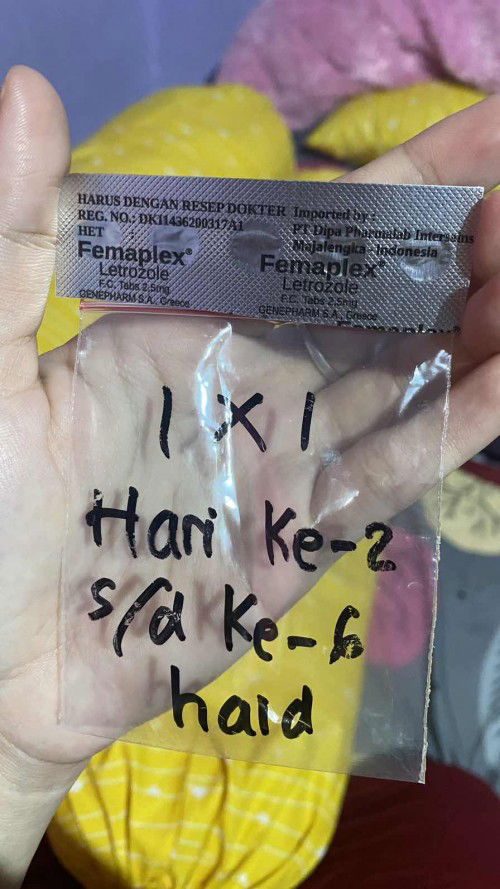 HARUS DENGAN RESEP DOKTER
REG. NO.: DKI1436200317A1
HET
Imported by :
PT Dipa Pharmalab Intersains
Majalengka - Indonesia
Femaplex®
Letrozole
F.C. Tabs 2,5mg
GENEPHARM S.A., Greece
Femaplex®
Letrozole
F.C. Tabs 2,5mg
GENEPHARM S.A., Greece
Femaplex®
1 x 1
Hari Ke-2
s/d Ke-6
haid